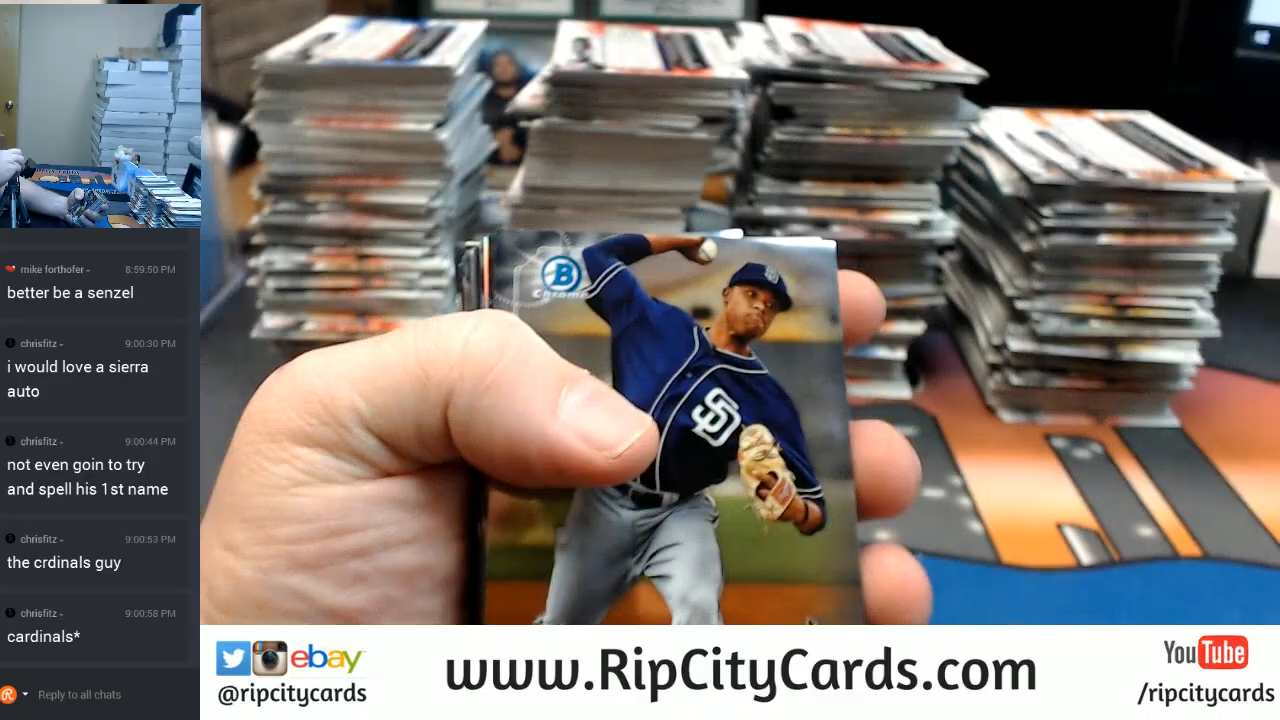 mike forthofer
8:59:50 PM
better be a senzel
chrisfitz
9:00:30 PM
i would love a sierra
auto
chrisfitz
9:00:44 PM
not even goin to try
and spell his 1st name
chrisfitz
9:00:53 PM
the crdinals guy
chrisfitz
9:00:58 PM
cardinals*
Reply to all chats
B
Chrome
SD
ebay
@ripcitycards
www.RipCityCards.com
YouTube
/ripcitycards